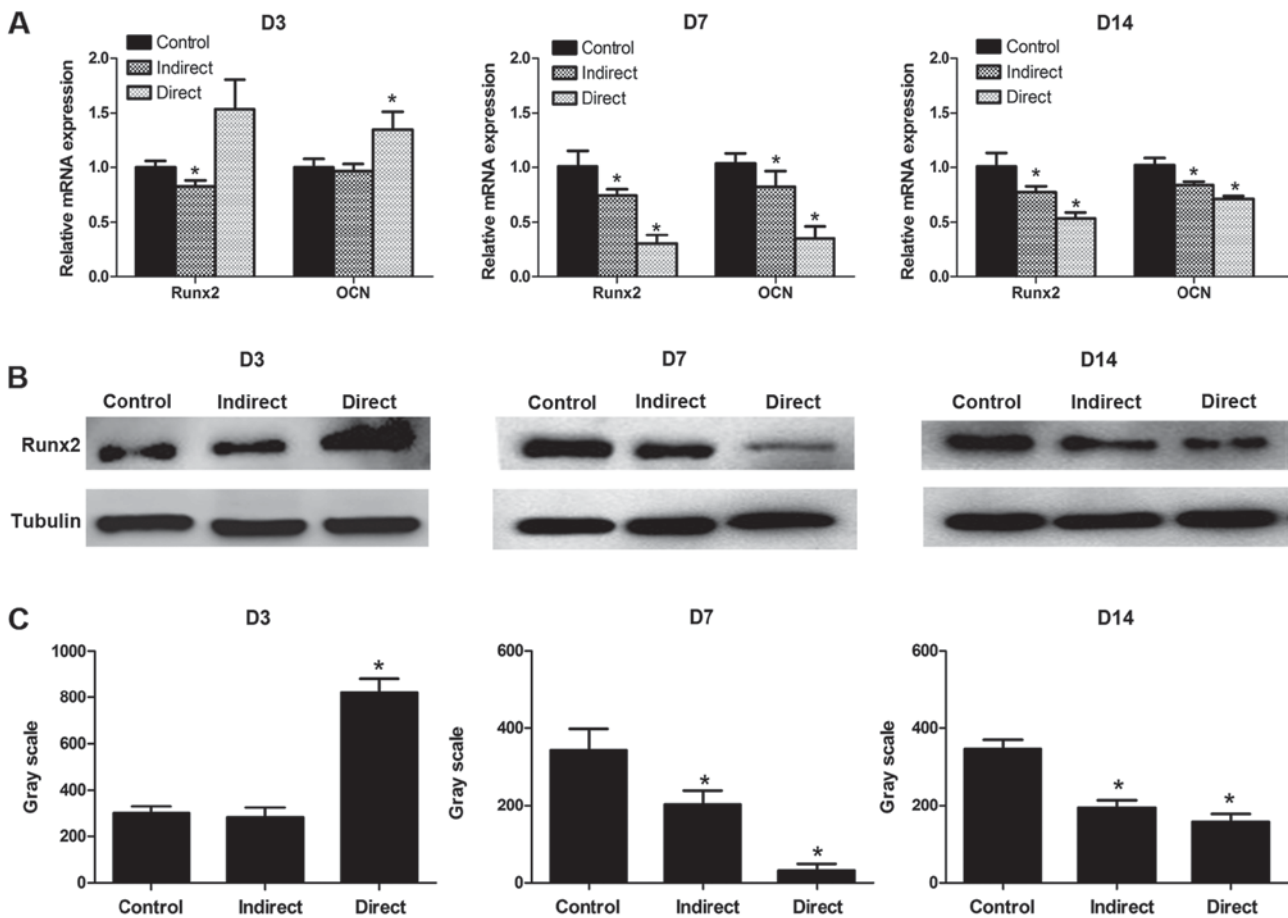 A
D3
D7
D14
Control
Indirect
Direct
Relative mRNA expression
2.0
1.5
1.0
0.5
0.0
*
*
Runx2
OCN
Control
Indirect
Direct
Relative mRNA expression
2.0
1.5
1.0
0.5
0.0
*
*
*
*
Runx2
OCN
Control
Indirect
Direct
Relative mRNA expression
2.0
1.5
1.0
0.5
0.0
*
*
*
*
Runx2
OCN
B
D3
D7
D14
Control Indirect Direct
Control Indirect Direct
Control Indirect Direct
Runx2
Tubulin
C
D3
D7
D14
Gray scale
1000
800
600
400
200
0
*
Control Indirect Direct
Gray scale
600
400
200
0
*
*
Control Indirect Direct
Gray scale
600
400
200
0
*
*
Control Indirect Direct